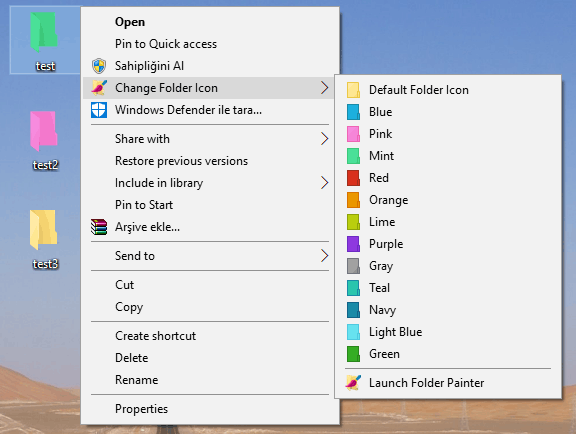 test
test2
test3
Open
Pin to Quick access
Sahipliğini Al
Change Folder Icon
Windows Defender ile tara...
Share with
Restore previous versions
Include in library
Pin to Start
Arşive ekle...
Send to
Cut
Copy
Create shortcut
Delete
Rename
Properties
Default Folder Icon
Blue
Pink
Mint
Red
Orange
Lime
Purple
Gray
Teal
Navy
Light Blue
Green
Launch Folder Painter